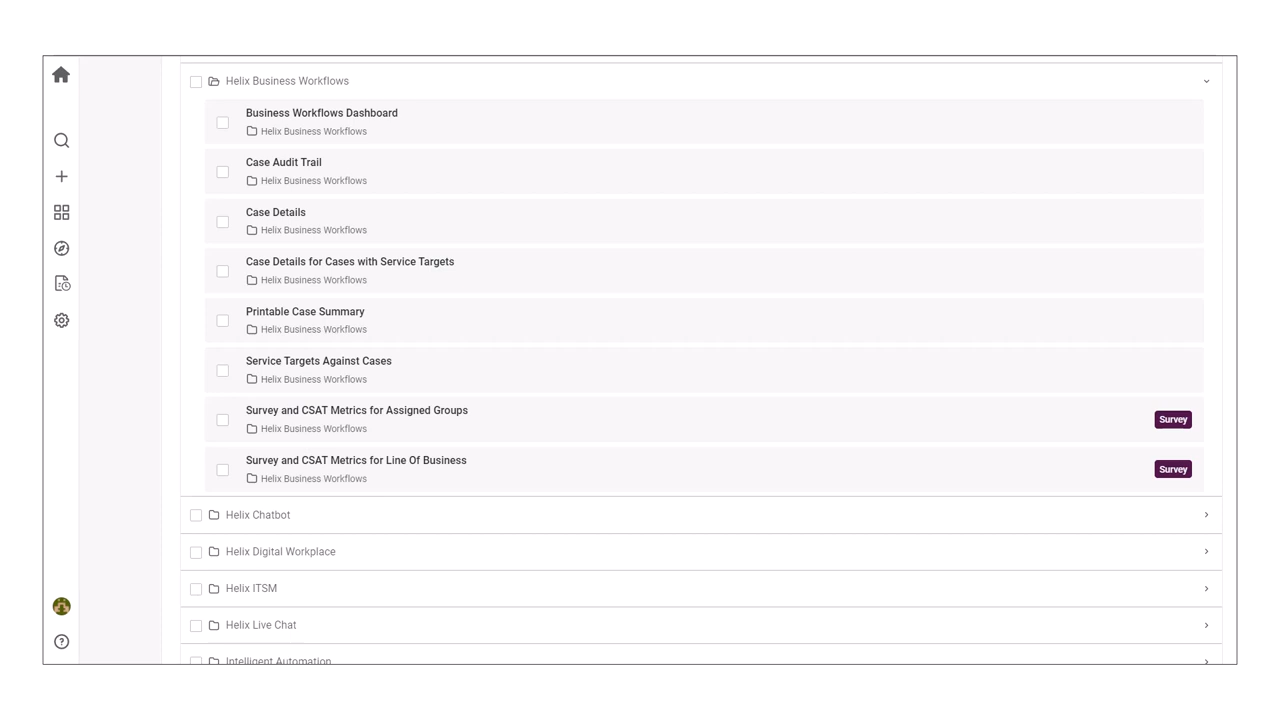 Helix Business Workflows
Business Workflows Dashboard
Helix Business Workflows
Case Audit Trail
Helix Business Workflows
Case Details
Helix Business Workflows
Case Details for Cases with Service Targets
Helix Business Workflows
Printable Case Summary
Helix Business Workflows
Service Targets Against Cases
Helix Business Workflows
Survey and CSAT Metrics for Assigned Groups
Survey
Helix Business Workflows
Survey and CSAT Metrics for Line Of Business
Survey
Helix Business Workflows
Helix Chatbot
Helix Digital Workplace
Helix ITSM
Helix Live Chat
Intelligent Automation